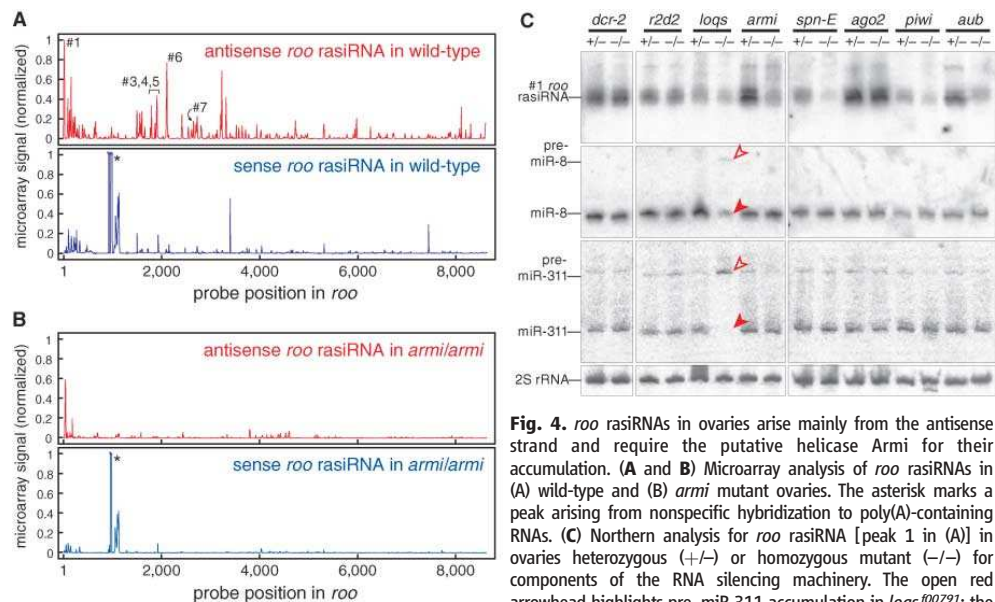 A
microarray signal (normalized)
1
0.8
0.6
0.4
0.2
0
#1
#3,4,5
#6
#7
antisense roo rasiRNA in wild-type
1
0.8
0.6
0.4
0.2
0
*
sense roo rasiRNA in wild-type
1 2,000 4,000 6,000 8,000
probe position in roo
B
microarray signal (normalized)
1
0.8
0.6
0.4
0.2
0
antisense roo rasiRNA in armi/armi
1
0.8
0.6
0.4
0.2
0
*
sense roo rasiRNA in armi/armi
1 2,000 4,000 6,000 8,000
probe position in roo
C
dcr-2 r2d2 loqs armi spn-E ago2 piwi aub
+/– –/– +/– –/– +/– –/– +/– –/– +/– –/– +/– –/– +/– –/– +/– –/–
#1 roo
rasiRNA
pre-
miR-8
miR-8
pre-
miR-311
miR-311
2S rRNA
Fig. 4. roo rasiRNAs in ovaries arise mainly from the antisense
strand and require the putative helicase Armi for their
accumulation. (A and B) Microarray analysis of roo rasiRNAs in
(A) wild-type and (B) armi mutant ovaries. The asterisk marks a
peak arising from nonspecific hybridization to poly(A)-containing
RNAs. (C) Northern analysis for roo rasiRNA [peak 1 in (A)] in
ovaries heterozygous (+/–) or homozygous mutant (–/–) for
components of the RNA silencing machinery. The open red
arrowhead highlights pre-miR-311 accumulation in loqs f00791; the